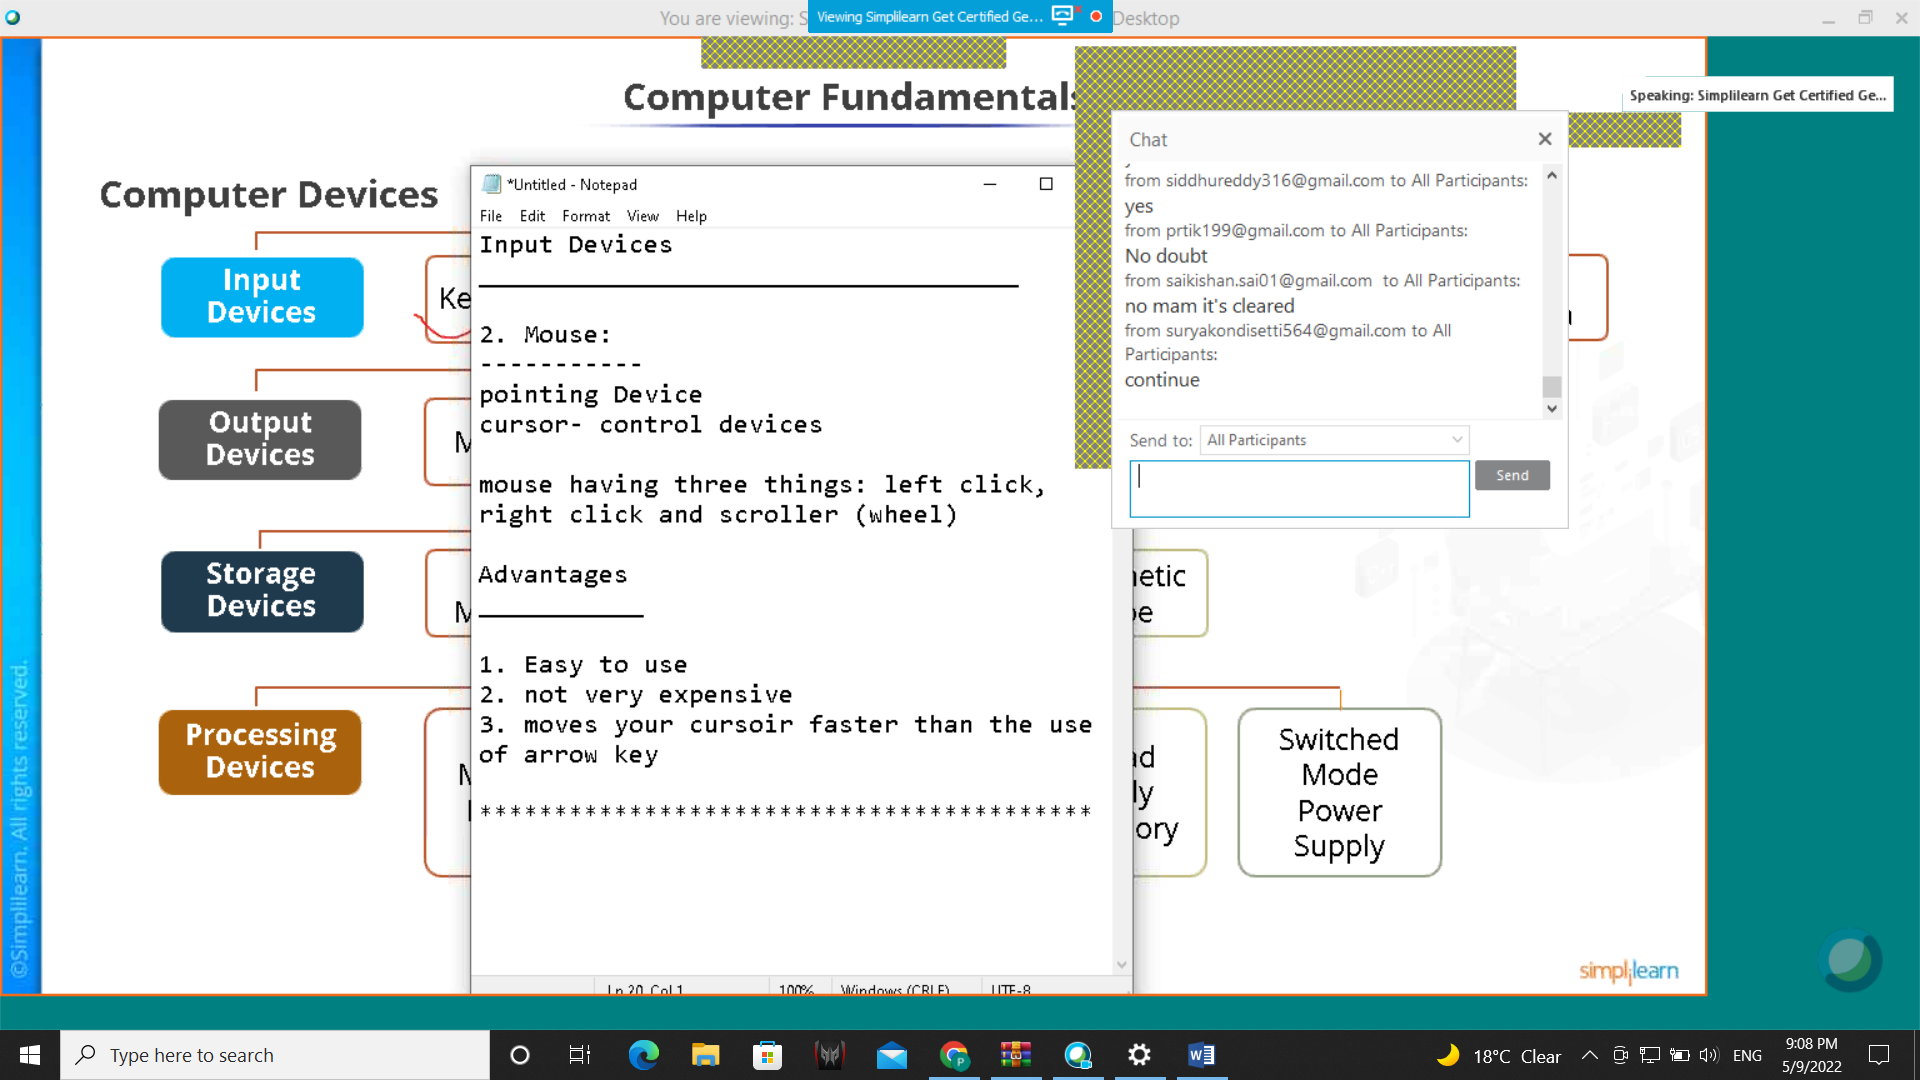 You are viewing: S
Viewing Simplilearn Get Certified Ge...
Desktop
Speaking: Simplilearn Get Certified Ge...
Computer Fundamentals
Computer Devices
Input
Devices
Output
Devices
Storage
Devices
Processing
Devices
Ke
*Untitled - Notepad
File Edit Format View Help
Input Devices
2. Mouse:
-----------
pointing Device
cursor- control devices
mouse having three things: left click,
right click and scroller (wheel)
Advantages
1. Easy to use
2. not very expensive
3. moves your cursoir faster than the use
of arrow key
*****************************************
Ln 20, Col 1 100% Windows (CRLF) UTF-8
Chat
from siddhureddy316@gmail.com to All Participants:
yes
from prtik199@gmail.com to All Participants:
No doubt
from saikishan.sai01@gmail.com to All Participants:
no mam it's cleared
from suryakondisetti564@gmail.com to All
Participants:
continue
Send to: All Participants
Send
netic
ory
Switched
Mode
Power
Supply
©Simplilearn. All rights reserved.
simplilearn
Type here to search
18°C Clear
ENG
9:08 PM
5/9/2022